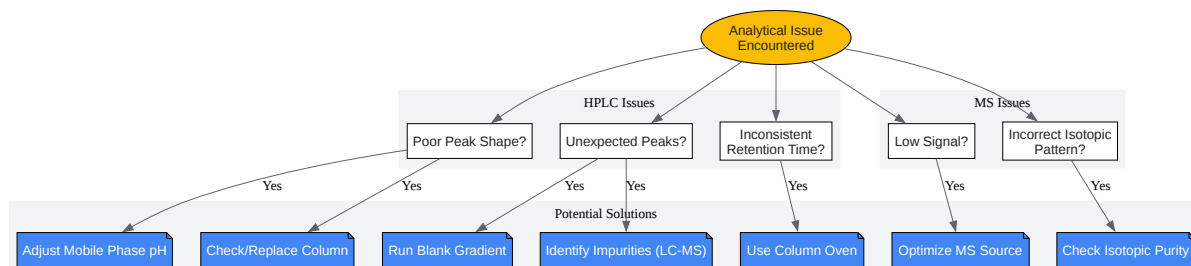 Analytical Issue
Encountered
HPLC Issues
MS Issues
Poor Peak Shape?
Unexpected Peaks?
Inconsistent
Retention Time?
Low Signal?
Incorrect Isotopic
Pattern?
Yes
Yes
Yes
Yes
Yes
Yes
Yes
Potential Solutions
Adjust Mobile Phase pH
Check/Replace Column
Run Blank Gradient
Identify Impurities (LC-MS)
Use Column Oven
Optimize MS Source
Check Isotopic Purity